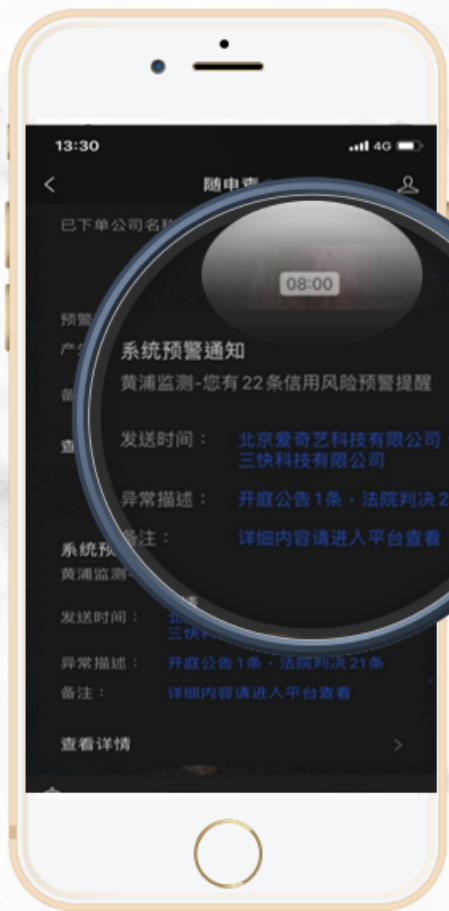 13:30
4G
随申查
已下单公司名称
08:00
预警
系统预警通知
黄浦监测-您有22条信用风险预警提醒
发送时间：
北京爱奇艺科技有限公司
三快科技有限公司
异常描述：
开庭公告1条，法院判决2
备注：
详细内容请进入平台查看
查
系统预
黄浦监测-
发送时间：
三快科
异常描述：
开庭公告1条，法院判决21条
备注：
详细内容请进入平台查看
查看详情